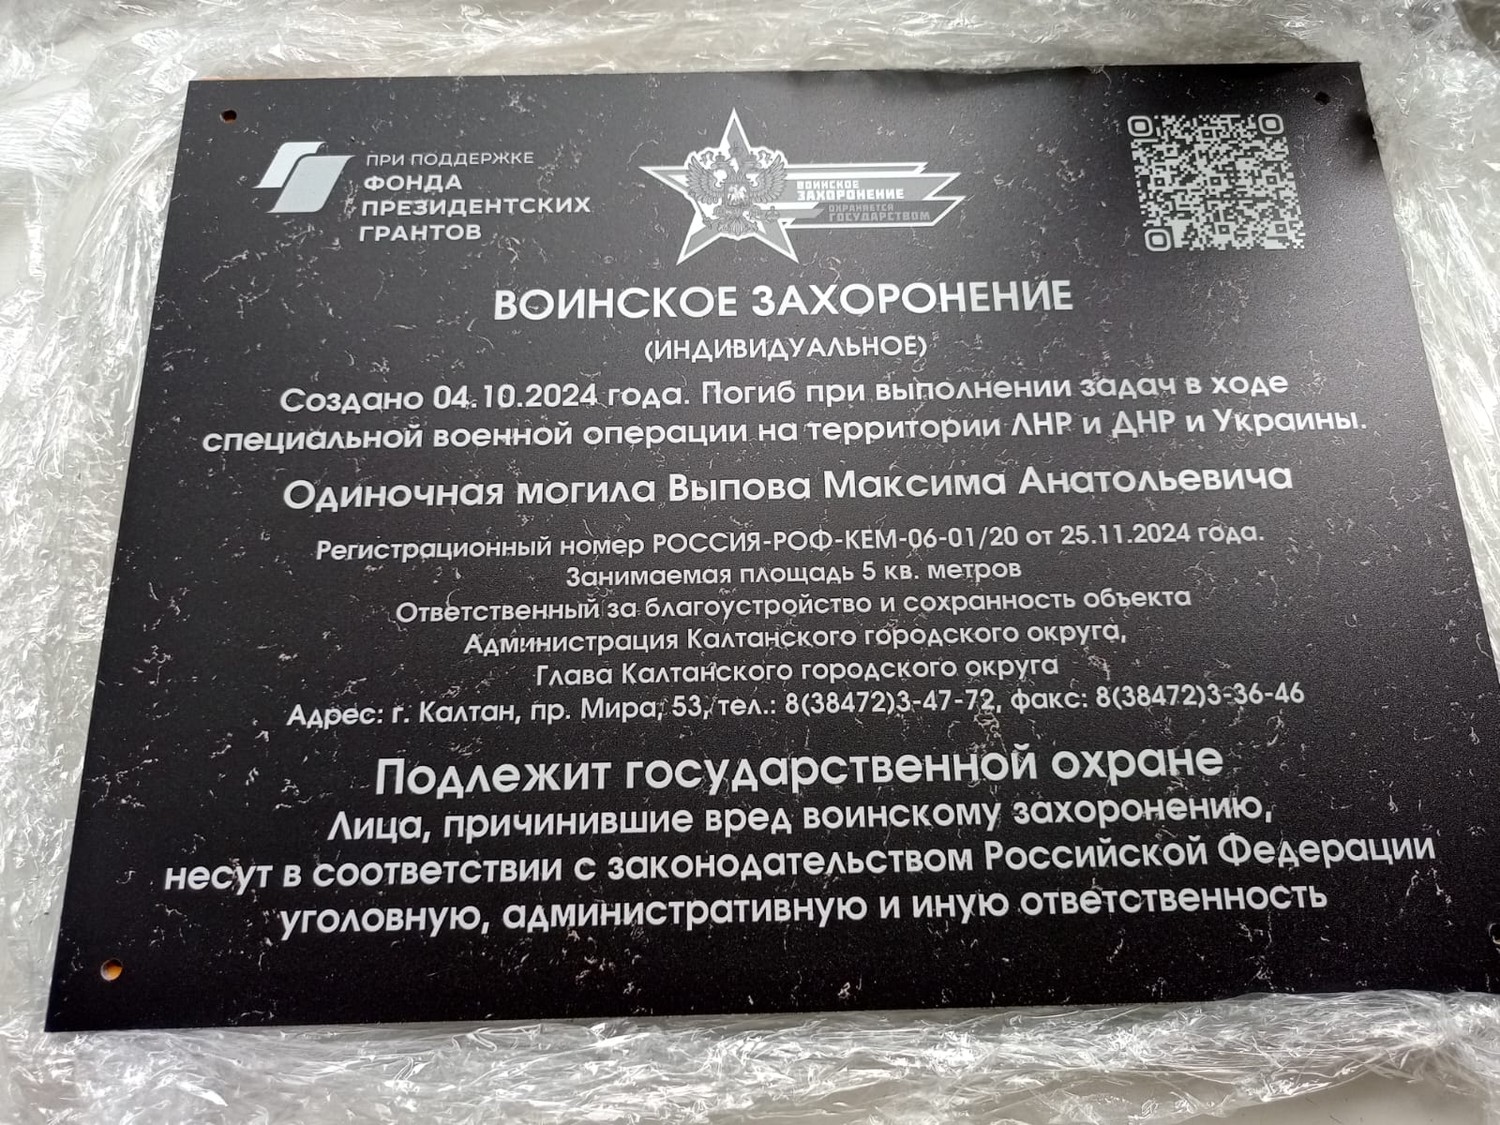 ПРИ ПОДДЕРЖКЕ
ФОНДА
ПРЕЗИДЕНТСКИХ
ГРАНТОВ
ВОИНСКОЕ
ЗАХОРОНЕНИЕ
ОХРАНЯЕТСЯ
ГОСУДАРСТВОМ
ВОИНСКОЕ ЗАХОРОНЕНИЕ
(ИНДИВИДУАЛЬНОЕ)
Создано 04.10.2024 года. Погиб при выполнении задач в ходе
специальной военной операции на территории ЛНР и ДНР и Украины.
Одиночная могила Выпова Максима Анатольевича
Регистрационный номер РОССИЯ-РОФ-КЕМ-06-01/20 от 25.11.2024 года.
Занимаемая площадь 5 кв. метров
Ответственный за благоустройство и сохранность объекта
Администрация Калтанского городского округа,
Глава Калтанского городского округа
Адрес: г. Калтан, пр. Мира, 53, тел.: 8(38472)3-47-72, факс: 8(38472)3-36-46
Подлежит государственной охране
Лица, причинившие вред воинскому захоронению,
несут в соответствии с законодательством Российской Федерации
уголовную, административную и иную ответственность